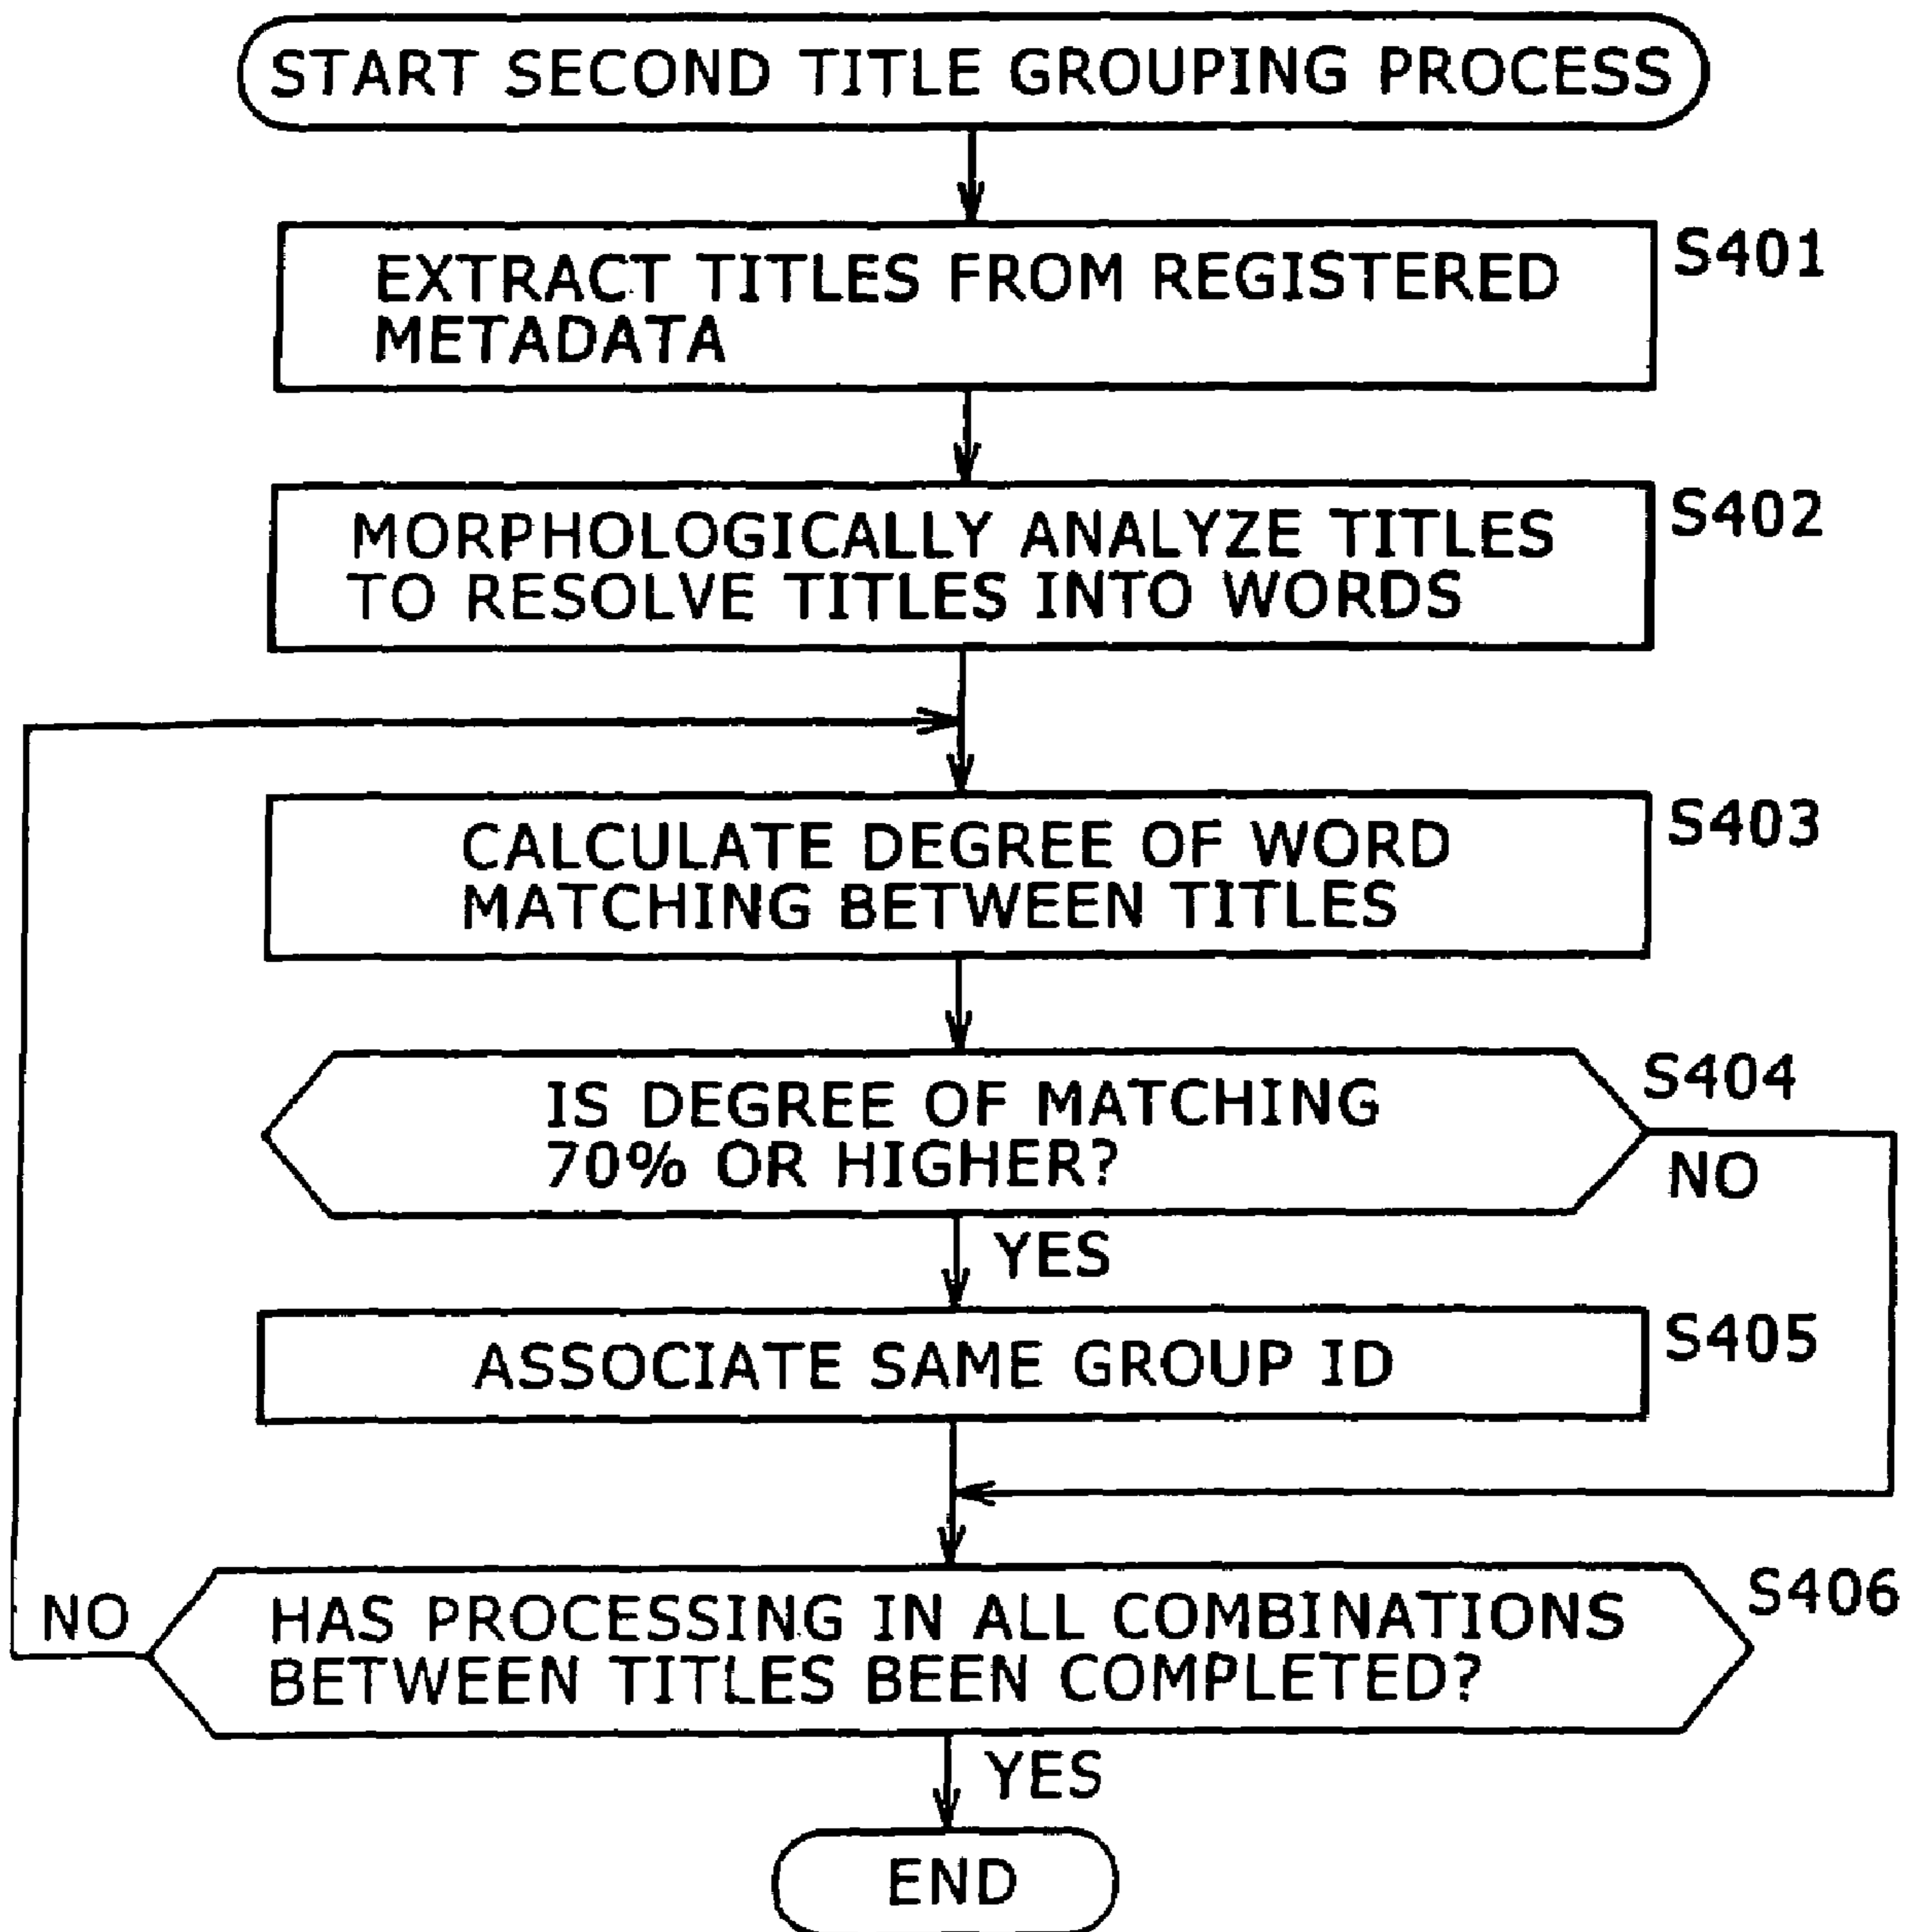 START SECOND TITLE GROUPING PROCESS
EXTRACT TITLES FROM REGISTERED
METADATA
S401
MORPHOLOGICALLY ANALYZE TITLES
TO RESOLVE TITLES INTO WORDS
S402
CALCULATE DEGREE OF WORD
MATCHING BETWEEN TITLES
S403
IS DEGREE OF MATCHING
70% OR HIGHER?
S404
NO
YES
ASSOCIATE SAME GROUP ID
S405
HAS PROCESSING IN ALL COMBINATIONS
BETWEEN TITLES BEEN COMPLETED?
S406
NO
YES
END